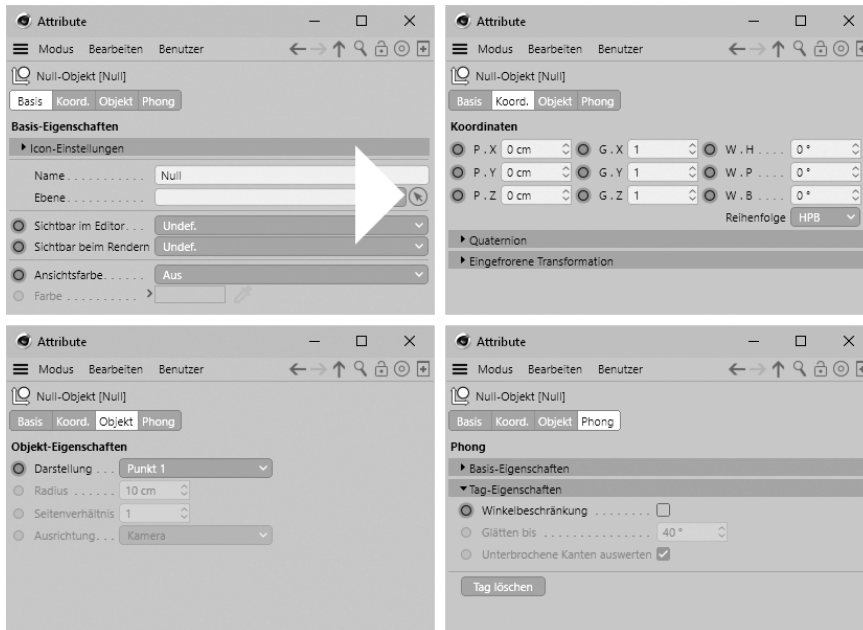 Attribute
Modus Bearbeiten Benutzer
Null-Objekt [Null]
Basis Koord. Objekt Phong
Basis-Eigenschaften
Icon-Einstellungen
Name . . . . . . . . . . . Null
Ebene . . . . . . . . . . .
Sichtbar im Editor . . . Undef.
Sichtbar beim Rendern Undef.
Ansichtsfarbe . . . . . . Aus
Farbe . . . . . . . . . .
Attribute
Modus Bearbeiten Benutzer
Null-Objekt [Null]
Basis Koord. Objekt Phong
Koordinaten
P . X 0 cm G . X 1 W . H . . . . 0 °
P . Y 0 cm G . Y 1 W . P . . . . 0 °
P . Z 0 cm G . Z 1 W . B . . . . 0 °
Reihenfolge HPB
Quaternion
Eingefrorene Transformation
Attribute
Modus Bearbeiten Benutzer
Null-Objekt [Null]
Basis Koord. Objekt Phong
Objekt-Eigenschaften
Darstellung . . . Punkt 1
Radius . . . . . . 10 cm
Seitenverhältnis 1
Ausrichtung . . . Kamera
Attribute
Modus Bearbeiten Benutzer
Null-Objekt [Null]
Basis Koord. Objekt Phong
Phong
Basis-Eigenschaften
Tag-Eigenschaften
Winkelbeschränkung . . . . . . . .
Glätten bis . . . . . . . . . . . . . . . 40 °
Unterbrochene Kanten auswerten
Tag löschen